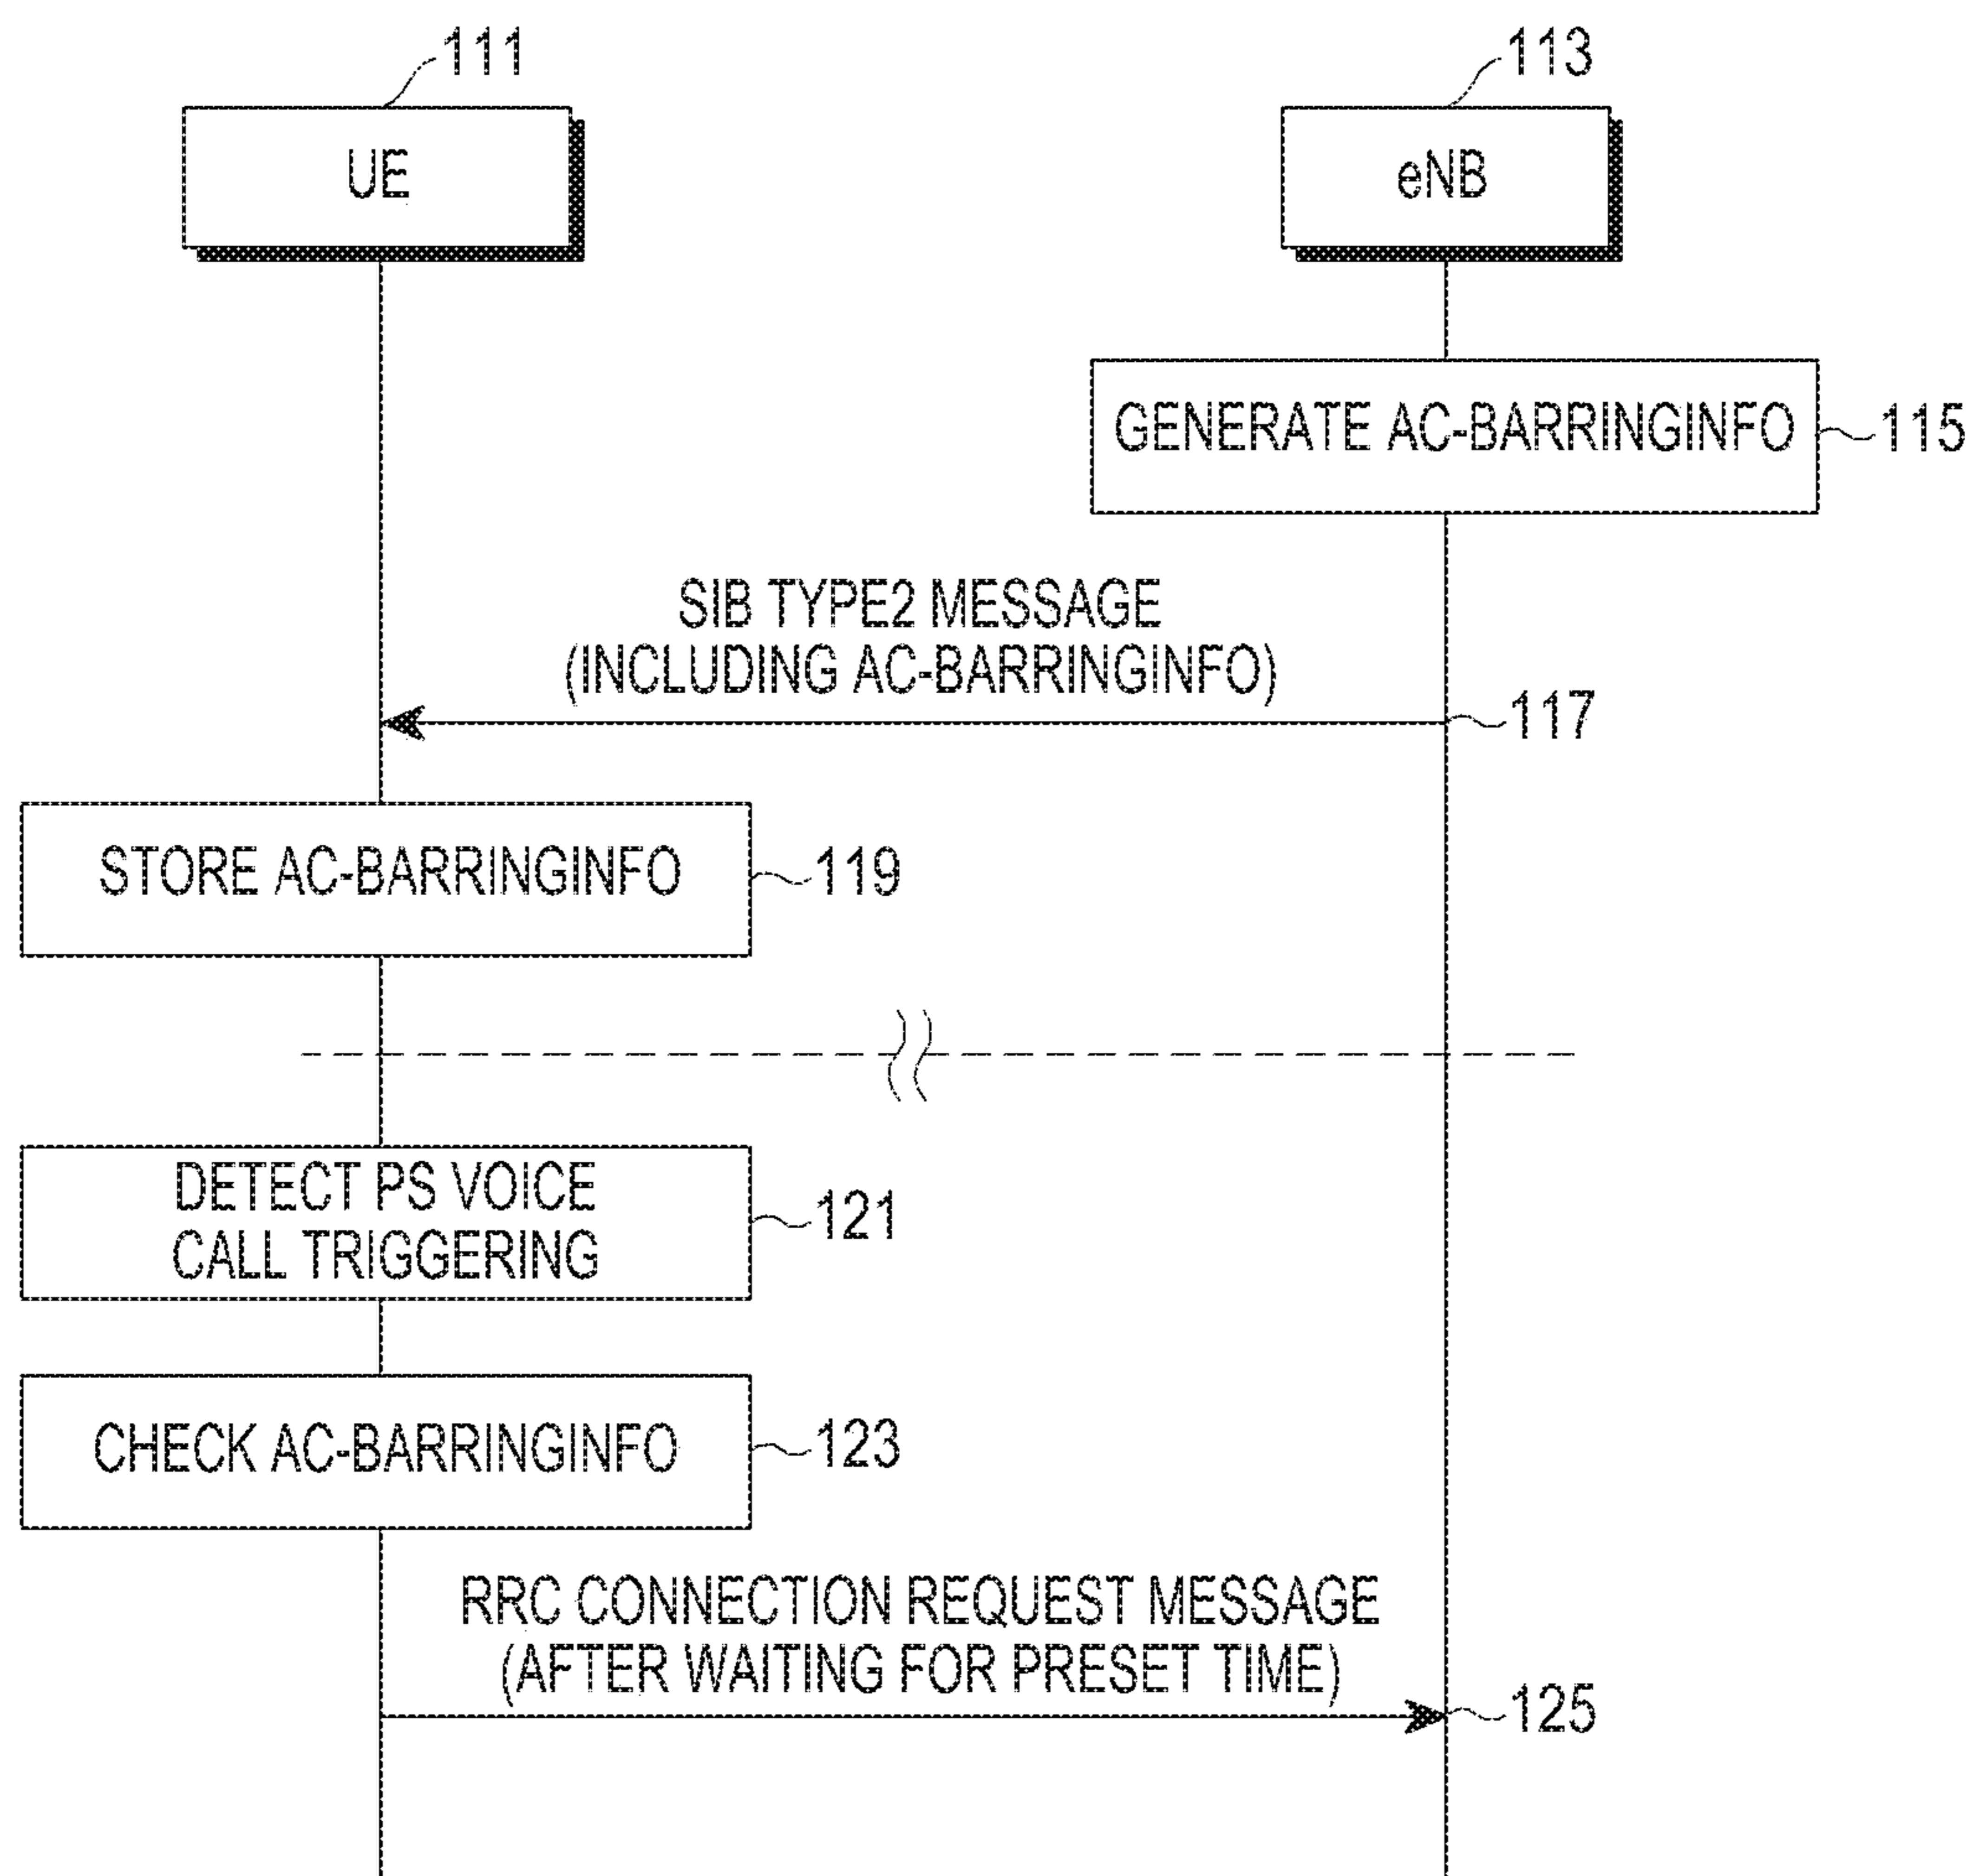 111
113
UE
eNB
GENERATE AC-BARRINGINFO
115
SIB TYPE2 MESSAGE
(INCLUDING AC-BARRINGINFO)
117
STORE AC-BARRINGINFO
119
DETECT PS VOICE
CALL TRIGGERING
121
CHECK AC-BARRINGINFO
123
RRC CONNECTION REQUEST MESSAGE
(AFTER WAITING FOR PRESET TIME)
125